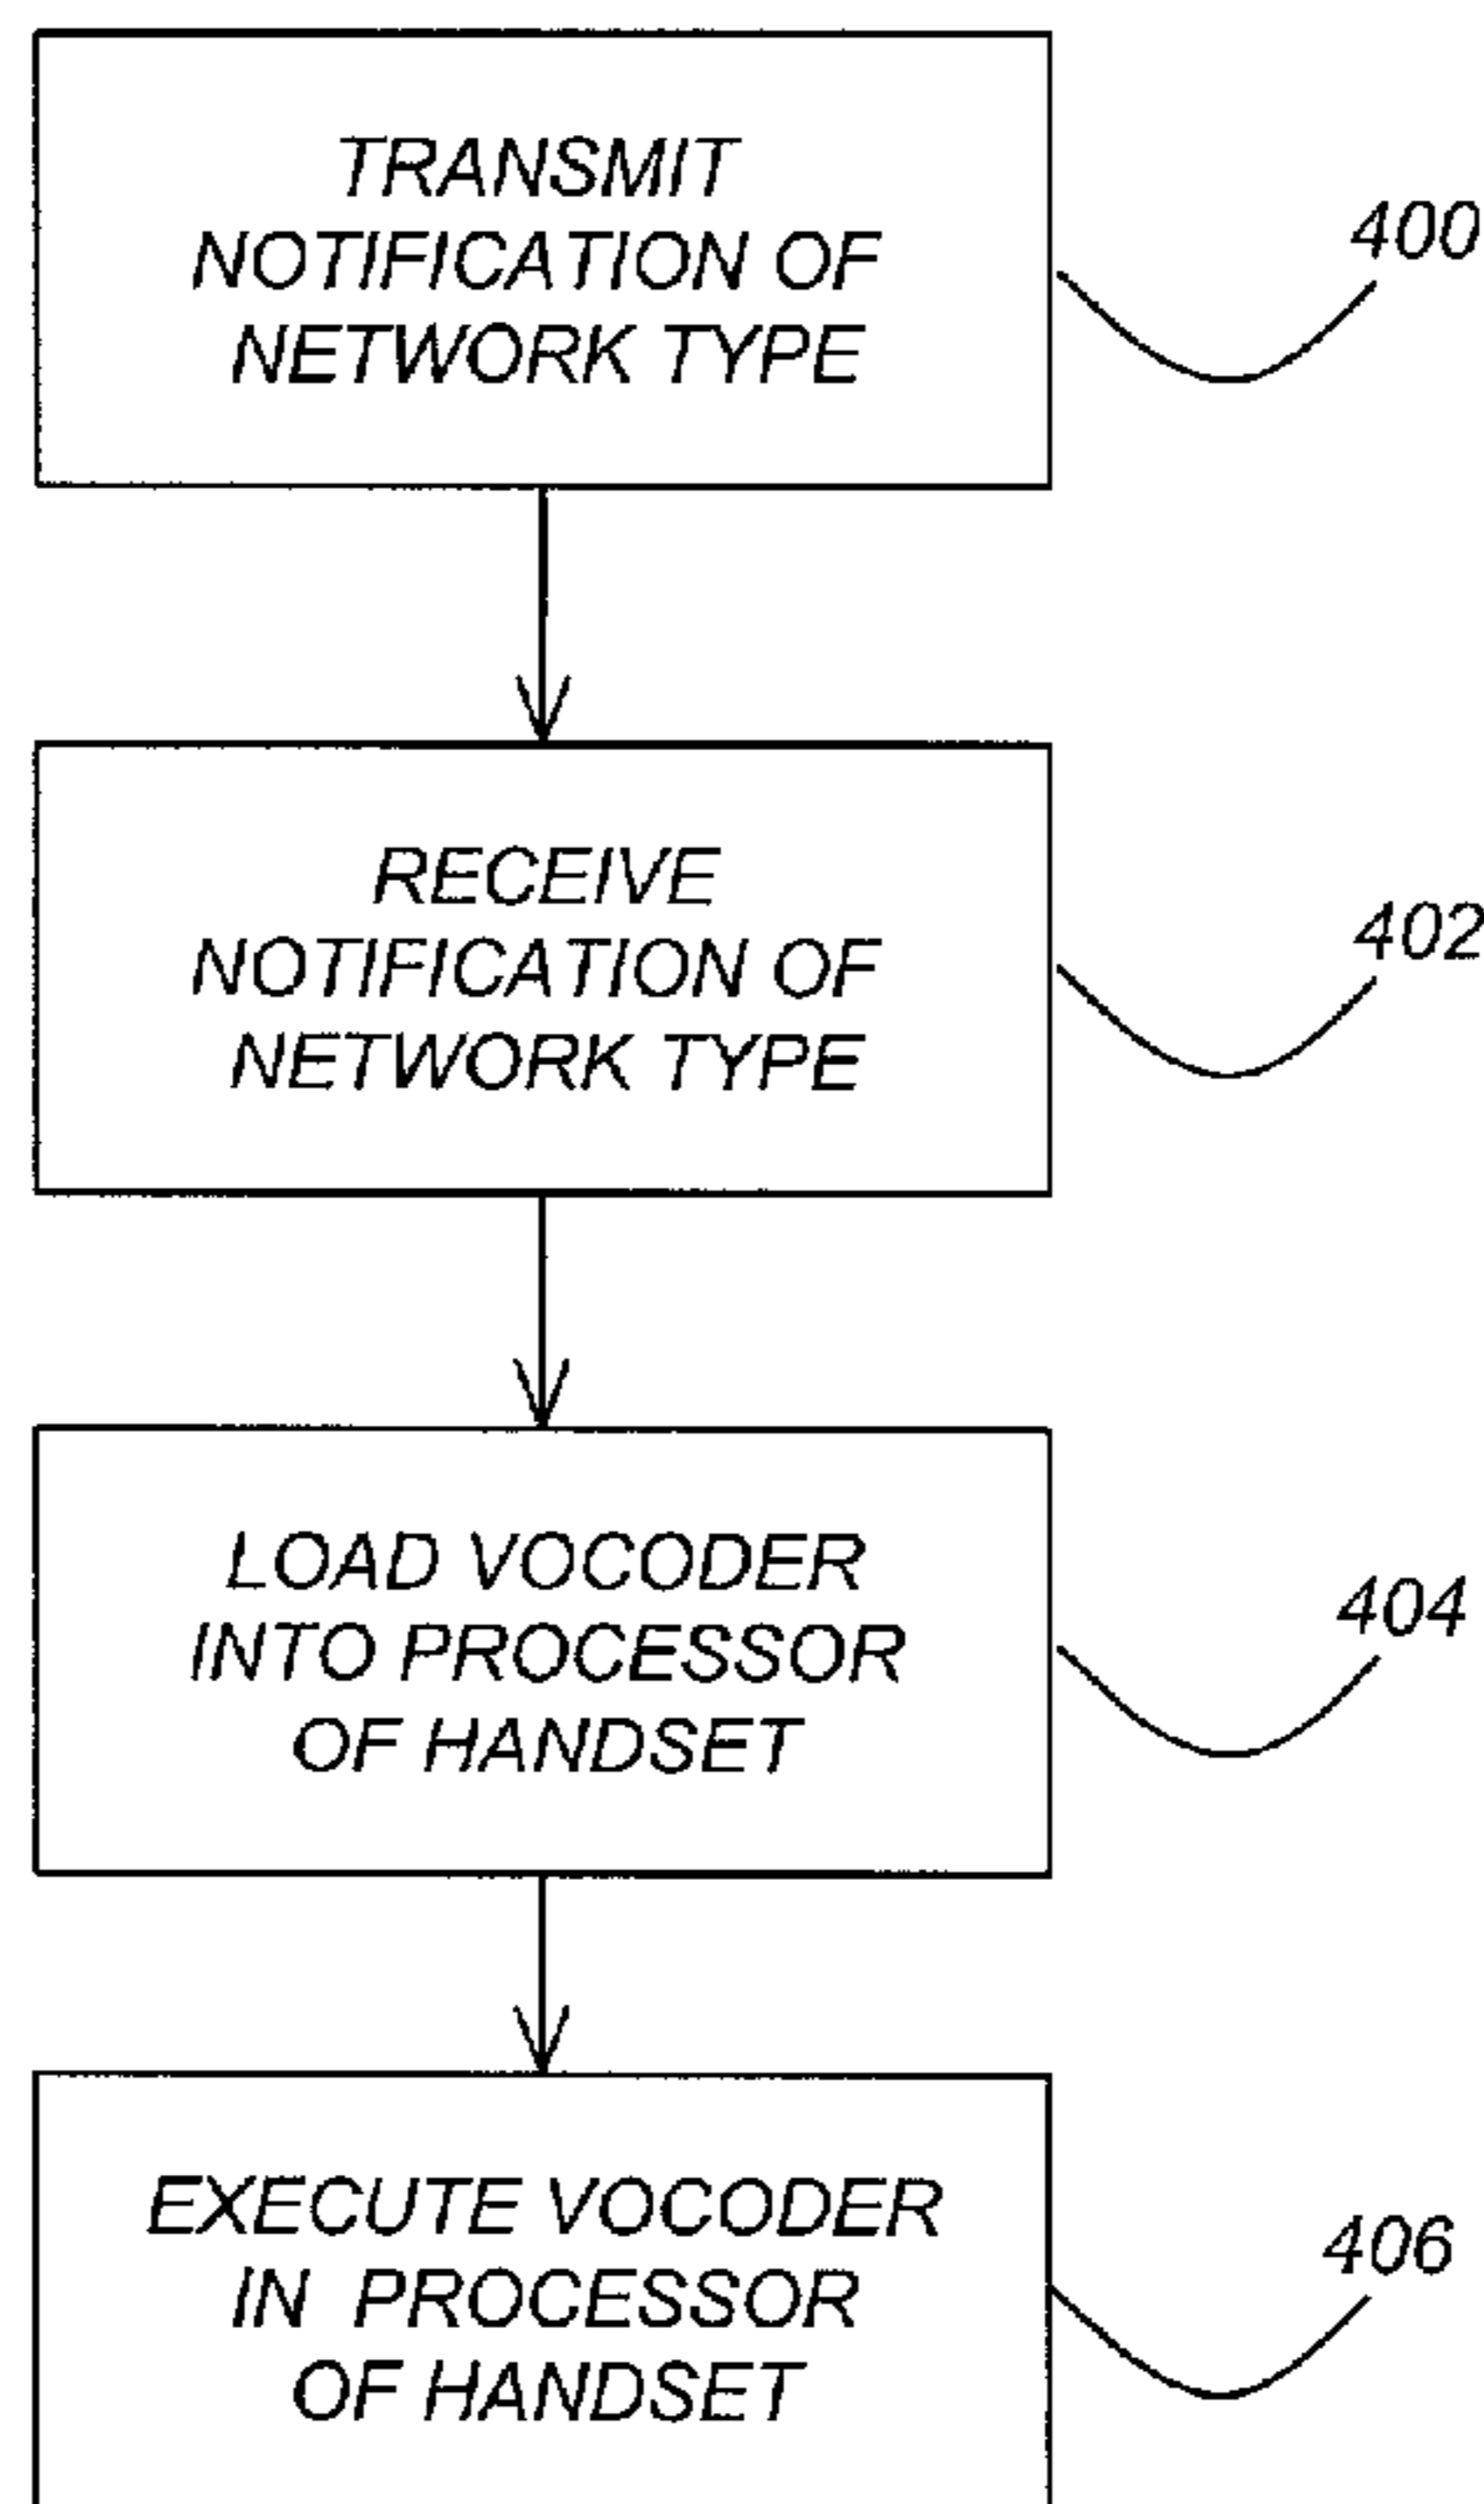 TRANSMIT
NOTIFICATION OF
NETWORK TYPE
400
RECEIVE
NOTIFICATION OF
NETWORK TYPE
402
LOAD VOCODER
INTO PROCESSOR
OF HANDSET
404
EXECUTE VOCODER
IN PROCESSOR
OF HANDSET
406